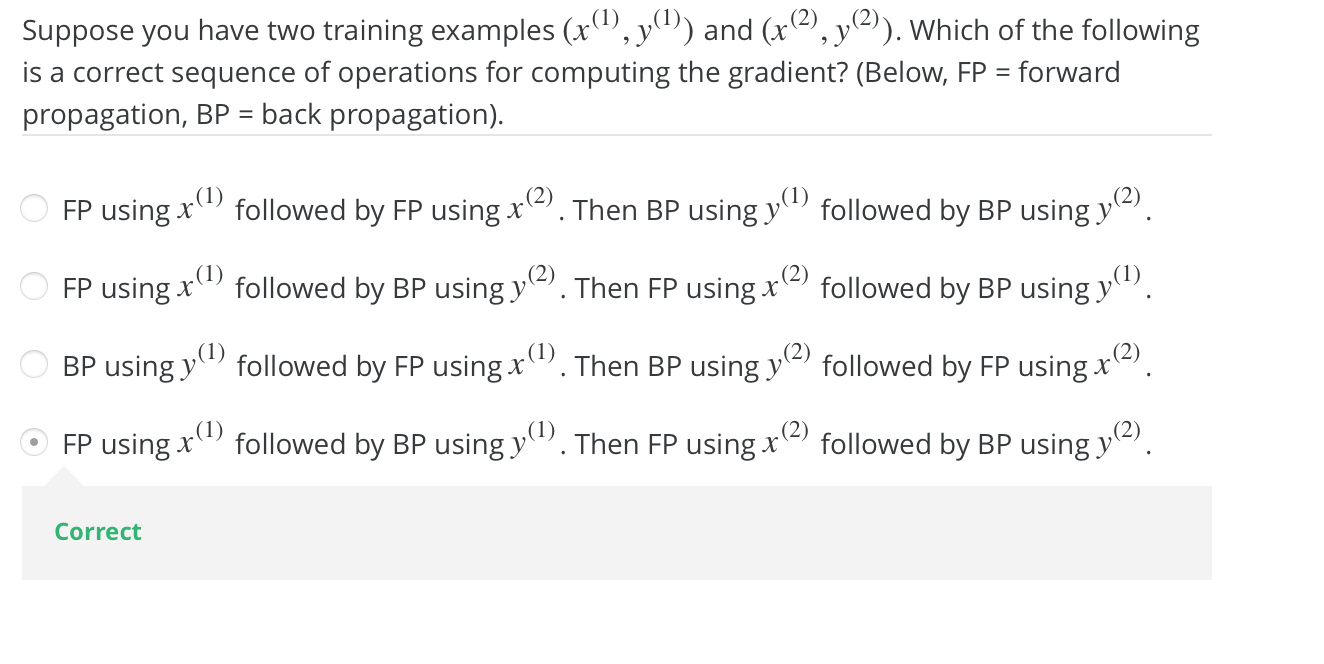 Suppose you have two training examples (x⁽¹⁾, y⁽¹⁾) and (x⁽²⁾, y⁽²⁾). Which of the following
is a correct sequence of operations for computing the gradient? (Below, FP = forward
propagation, BP = back propagation).
FP using x⁽¹⁾ followed by FP using x⁽²⁾. Then BP using y⁽¹⁾ followed by BP using y⁽²⁾.
FP using x⁽¹⁾ followed by BP using y⁽²⁾. Then FP using x⁽²⁾ followed by BP using y⁽¹⁾.
BP using y⁽¹⁾ followed by FP using x⁽¹⁾. Then BP using y⁽²⁾ followed by FP using x⁽²⁾.
FP using x⁽¹⁾ followed by BP using y⁽¹⁾. Then FP using x⁽²⁾ followed by BP using y⁽²⁾.
Correct